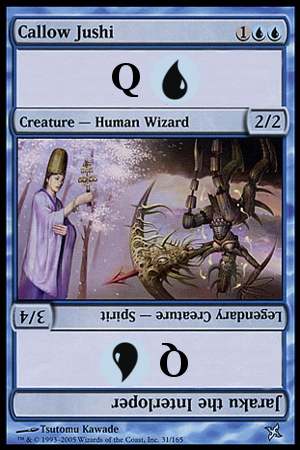 Callow Jushi 1
Q
Creature — Human Wizard 2/2
Legendary Creature — Spirit 3/4
Q
Jaraku the Interloper
Tsutomu Kawade
™ & © 1993-2005 Wizards of the Coast, Inc. 31/165